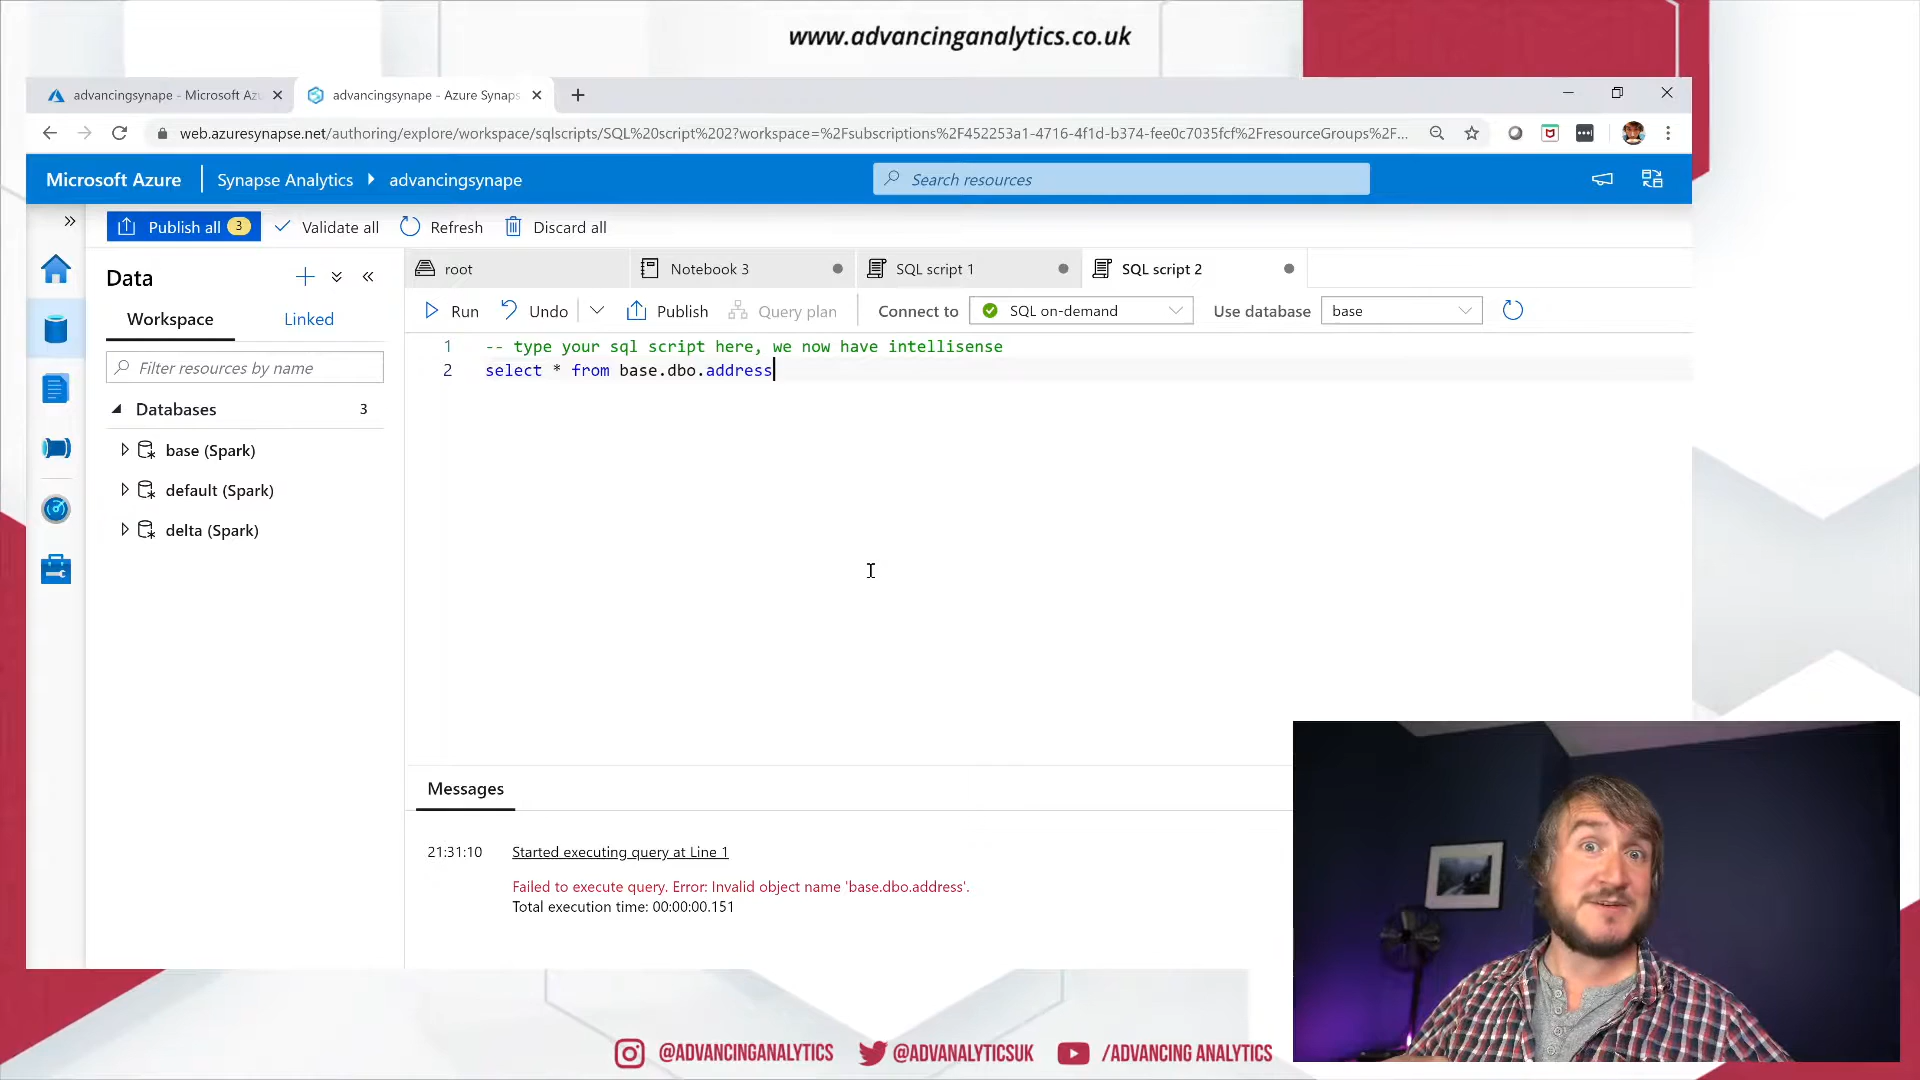 www.advancinganalytics.co.uk
advancingsynape - Microsoft Az
advancingsynape - Azure Synaps
web.azuresynapse.net/authoring/explore/workspace/sqlscripts/SQL%20script%202?workspace=%2Fsubscriptions%2F452253a1-4716-4f1d-b374-fee0c7035fcf%2FresourceGroups%2F...
Microsoft Azure
Synapse Analytics
advancingsynape
Search resources
Publish all 3
Validate all
Refresh
Discard all
Data
Workspace
Linked
Filter resources by name
Databases 3
base (Spark)
default (Spark)
delta (Spark)
root
Notebook 3
SQL script 1
SQL script 2
Run
Undo
Publish
Query plan
Connect to
SQL on-demand
Use database
base
1 -- type your sql script here, we now have intellisense
2 select * from base.dbo.address
Messages
21:31:10 Started executing query at Line 1
Failed to execute query. Error: Invalid object name 'base.dbo.address'.
Total execution time: 00:00:00.151
@ADVANCINGANALYTICS
@ADVANALYTICSUK
/ADVANCING ANALYTICS